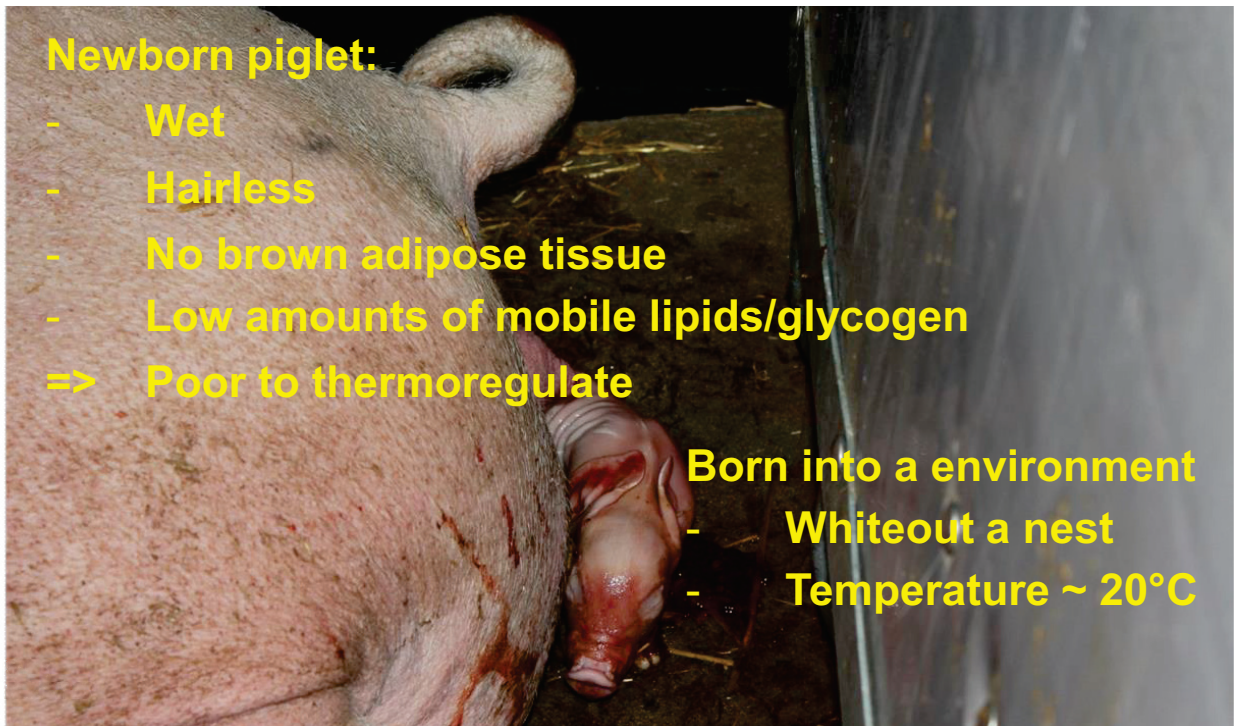 Newborn piglet:
- Wet
- Hairless
- No brown adipose tissue
- Low amounts of mobile lipids/glycogen
=> Poor to thermoregulate
Born into a environment
- Whiteout a nest
- Temperature ~ 20°C